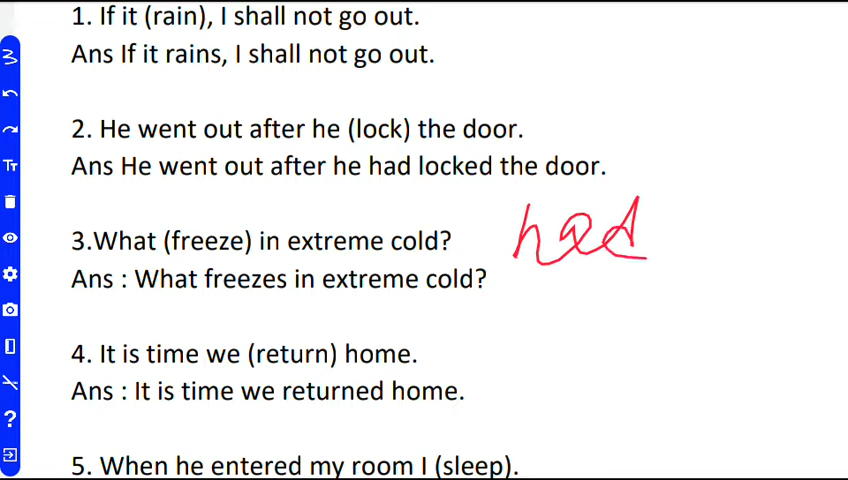 1. If it (rain), I shall not go out.
Ans If it rains, I shall not go out.
2. He went out after he (lock) the door.
Ans He went out after he had locked the door.
had
3.What (freeze) in extreme cold?
Ans : What freezes in extreme cold?
4. It is time we (return) home.
Ans : It is time we returned home.
5. When he entered my room I (sleep).